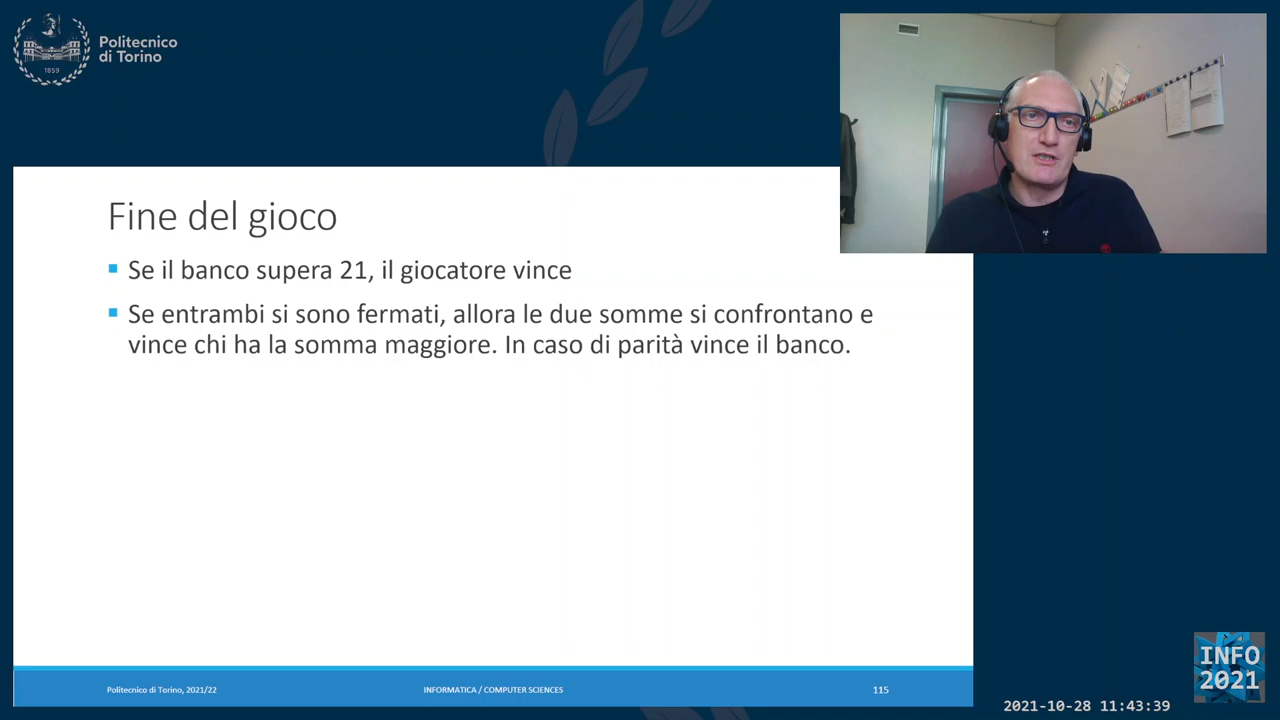 Politecnico
di Torino
1859
Fine del gioco
Se il banco supera 21, il giocatore vince
Se entrambi si sono fermati, allora le due somme si confrontano e
vince chi ha la somma maggiore. In caso di parità vince il banco.
Politecnico di Torino, 2021/22
INFORMATICA / COMPUTER SCIENCES
115
INFO
2021
2021-10-28 11:43:39